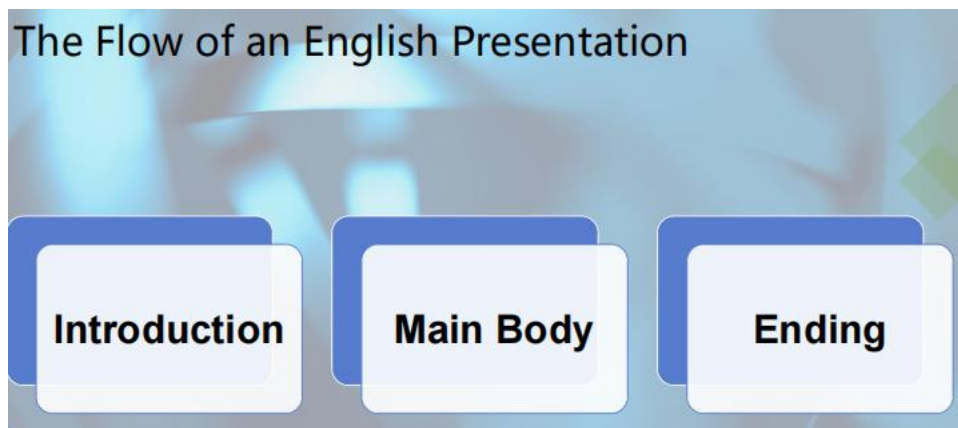 The Flow of an English Presentation
Introduction
Main Body
Ending